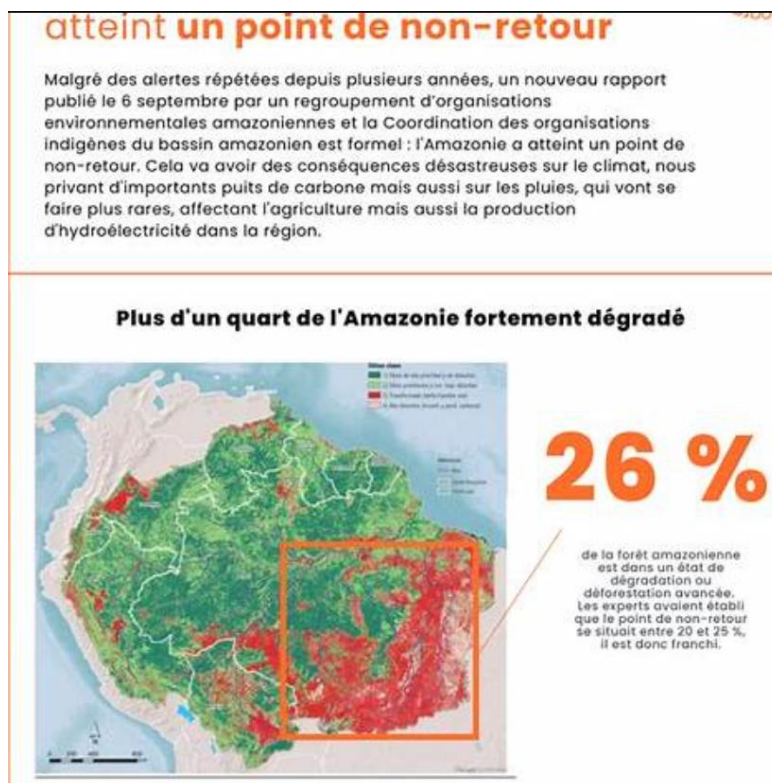 atteint un point de non-retour
Malgré des alertes répétées depuis plusieurs années, un nouveau rapport
publié le 6 septembre par un regroupement d'organisations
environnementales amazoniennes et la Coordination des organisations
indigènes du bassin amazonien est formel : l'Amazonie a atteint un point de
non-retour. Cela va avoir des conséquences désastreuses sur le climat, nous
privant d'importants puits de carbone mais aussi sur les pluies, qui vont se
faire plus rares, affectant l'agriculture mais aussi la production
d'hydroélectricité dans la région.
Plus d'un quart de l'Amazonie fortement dégradé
26 %
de la forêt amazonienne
est dans un état de
dégradation ou
déforestation avancée.
Les experts avaient établi
que le point de non-retour
se situait entre 20 et 25 %,
il est donc franchi.